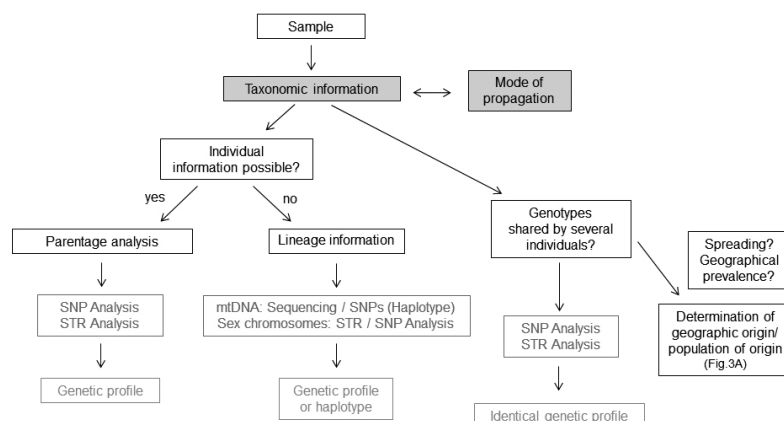 Sample
Taxonomic information
Mode of
propagation
Individual
information possible?
yes
no
Genotypes
shared by several
individuals?
Spreading?
Geographical
prevalence?
Parentage analysis
Lineage information
SNP Analysis
STR Analysis
mtDNA: Sequencing / SNPs (Haplotype)
Sex chromosomes: STR / SNP Analysis
SNP Analysis
STR Analysis
Determination of
geographic origin/
population of origin
(Fig.3A)
Genetic profile
Genetic profile
or haplotype
Identical genetic profile